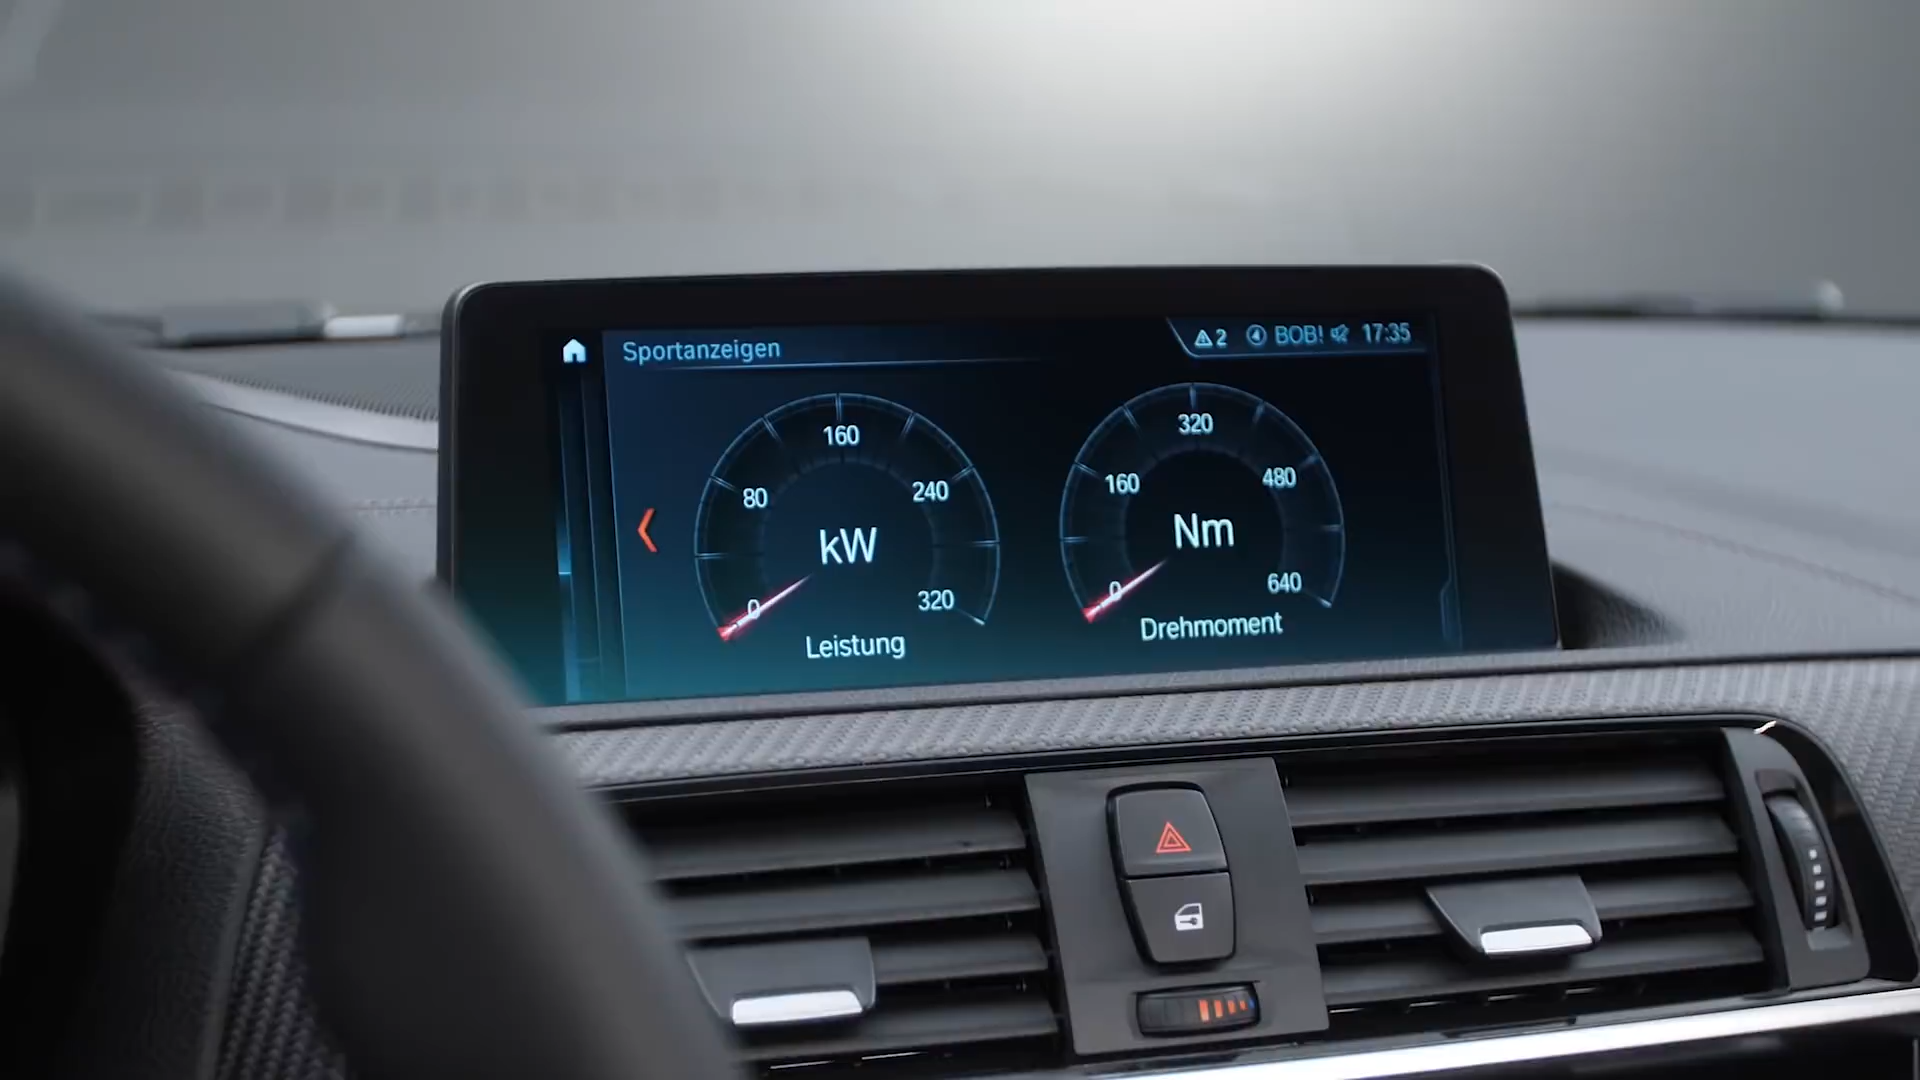 Sportanzeigen
2 BOB! 17:35
160
80
240
kW
0
320
Leistung
320
160
480
Nm
0
640
Drehmoment